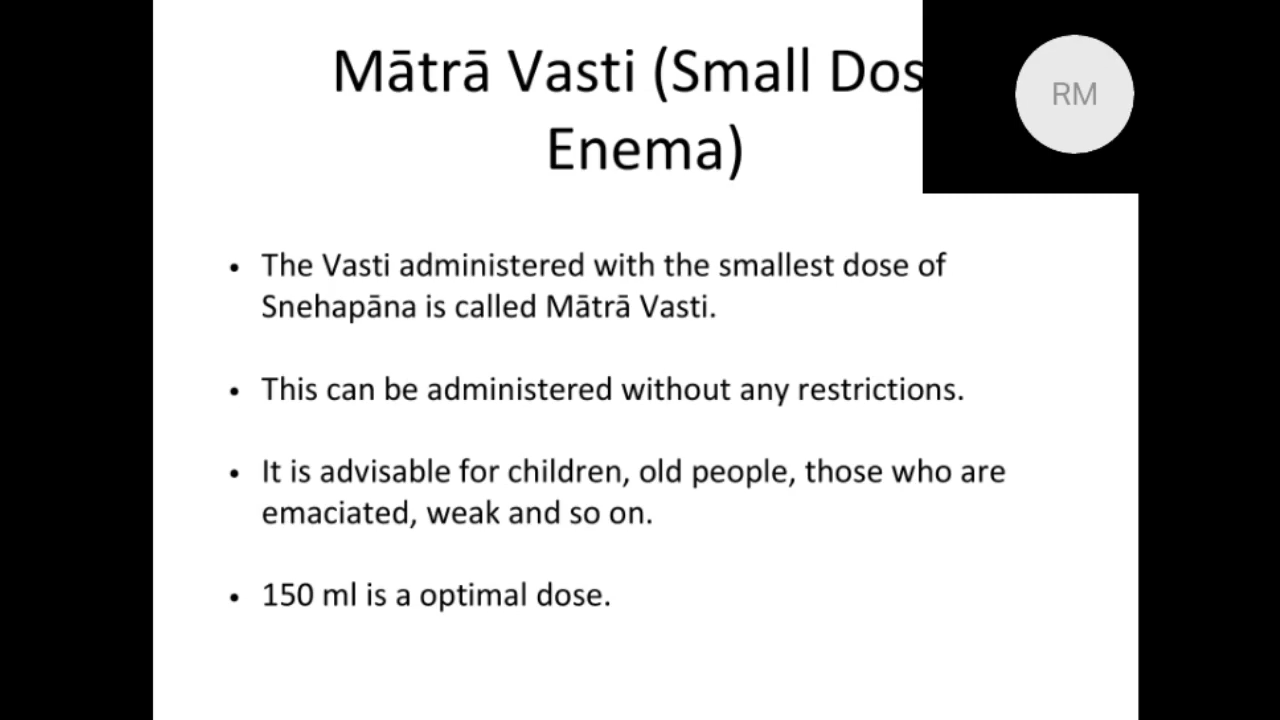 Mātrā Vasti (Small Dos
Enema)
RM
• The Vasti administered with the smallest dose of
Snehapāna is called Mātrā Vasti.
• This can be administered without any restrictions.
• It is advisable for children, old people, those who are
emaciated, weak and so on.
• 150 ml is a optimal dose.